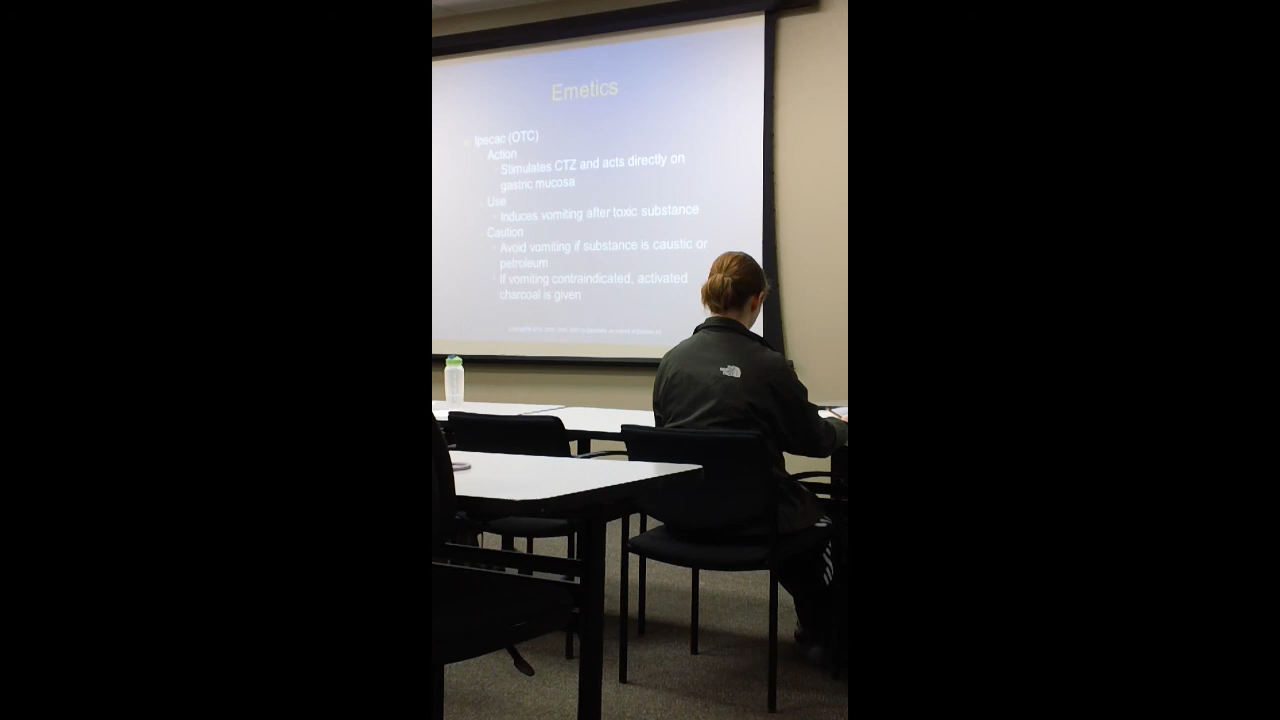 Emetics
Ipecac (OTC)
Action
Stimulates CTZ and acts directly on
gastric mucosa
Use
Induces vomiting after toxic substance
Caution
Avoid vomiting if substance is caustic or
petroleum
If vomiting contraindicated, activated
charcoal is given